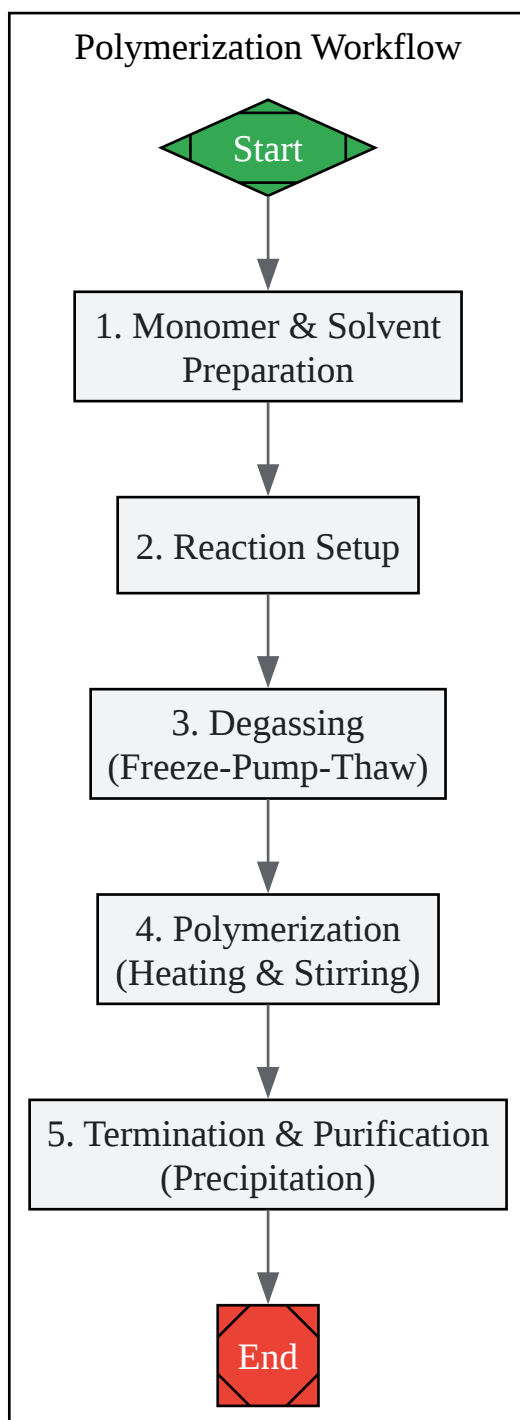 Polymerization Workflow
Start
1. Monomer & Solvent
Preparation
2. Reaction Setup
3. Degassing
(Freeze-Pump-Thaw)
4. Polymerization
(Heating & Stirring)
5. Termination & Purification
(Precipitation)
End